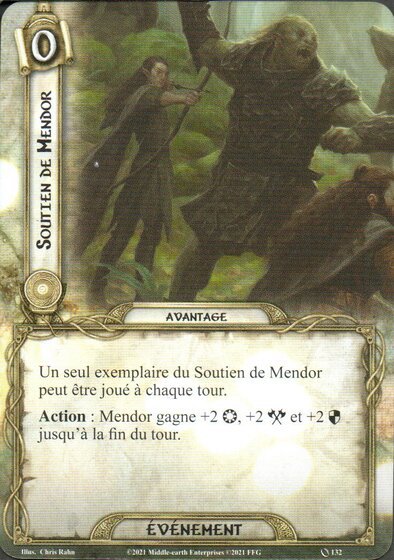 0
SOUTIEN DE MENDOR
AVANTAGE
Un seul exemplaire du Soutien de Mendor
peut être joué à chaque tour.
Action : Mendor gagne +2 , +2 et +2
jusqu'à la fin du tour.
ÉVÉNEMENT
Illus. Chris Rahn ©2021 Middle-earth Enterprises ©2021 FFG 132